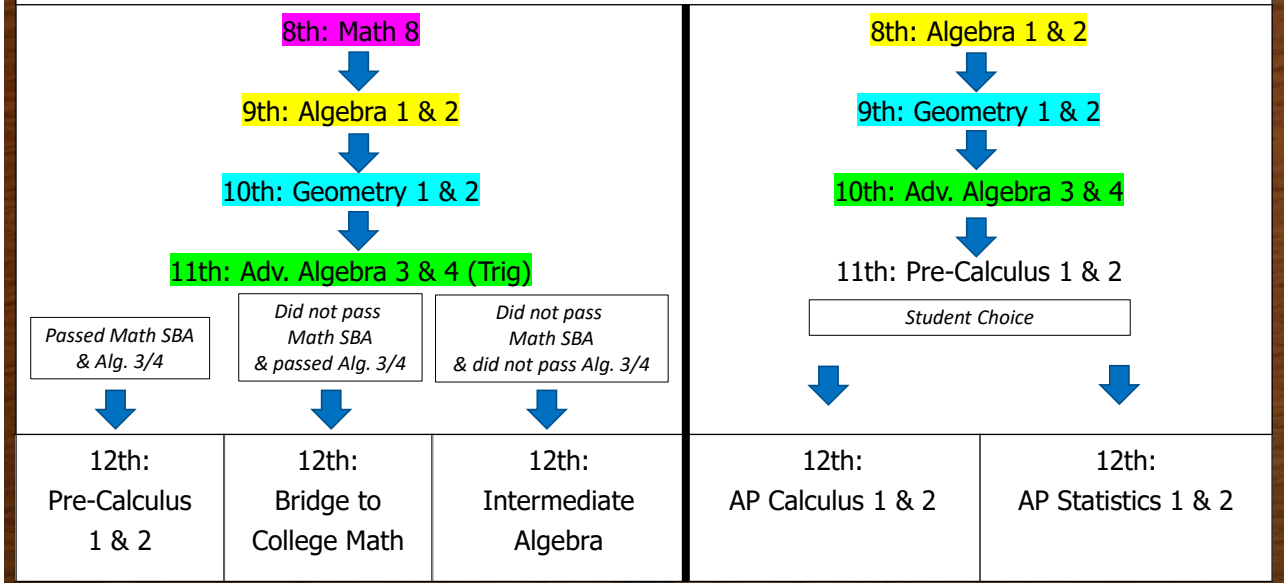 8th: Math 8
9th: Algebra 1 & 2
10th: Geometry 1 & 2
11th: Adv. Algebra 3 & 4 (Trig)
Passed Math SBA
& Alg. 3/4
Did not pass
Math SBA
& passed Alg. 3/4
Did not pass
Math SBA
& did not pass Alg. 3/4
12th:
Pre-Calculus
1 & 2
12th:
Bridge to
College Math
12th:
Intermediate
Algebra
8th: Algebra 1 & 2
9th: Geometry 1 & 2
10th: Adv. Algebra 3 & 4
11th: Pre-Calculus 1 & 2
Student Choice
12th:
AP Calculus 1 & 2
12th:
AP Statistics 1 & 2